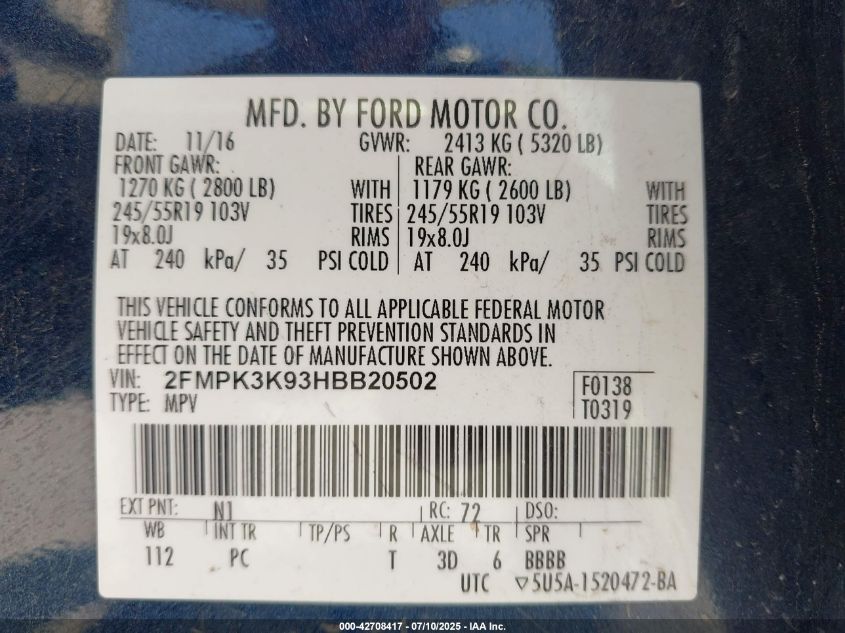 MFD. BY FORD MOTOR CO.
DATE: 11/16 GVWR: 2413 KG ( 5320 LB)
FRONT GAWR: REAR GAWR:
1270 KG ( 2800 LB) WITH 1179 KG ( 2600 LB) WITH
245/55R19 103V TIRES 245/55R19 103V TIRES
19x8.0J RIMS 19x8.0J RIMS
AT 240 kPa/ 35 PSI COLD AT 240 kPa/ 35 PSI COLD
THIS VEHICLE CONFORMS TO ALL APPLICABLE FEDERAL MOTOR
VEHICLE SAFETY AND THEFT PREVENTION STANDARDS IN
EFFECT ON THE DATE OF MANUFACTURE SHOWN ABOVE.
VIN: 2FMPK3K93HBB20502 F0138
TYPE: MPV T0319
EXT PNT: N1 RC: 72 DSO:
WB INT TR TP/PS R AXLE TR SPR
112 PC T 3D 6 BBBB
UTC ▽5U5A-1520472-BA
000-42708417 - 07/10/2025 - IAA Inc.